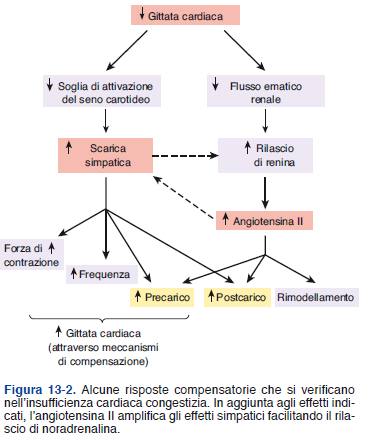 ↓ Gittata cardiaca
↓ Soglia di attivazione
del seno carotideo
↓ Flusso ematico
renale
↑ Scarica
simpatica
↑ Rilascio
di renina
↑ Angiotensina II
Forza di ↑
contrazione
↑ Frequenza
↑ Precarico
↑ Postcarico
Rimodellamento
↑ Gittata cardiaca
(attraverso meccanismi
di compensazione)
Figura 13-2. Alcune risposte compensatorie che si verificano
nell'insufficienza cardiaca congestizia. In aggiunta agli effetti indi-
cati, l'angiotensina II amplifica gli effetti simpatici facilitando il rila-
scio di noradrenalina.